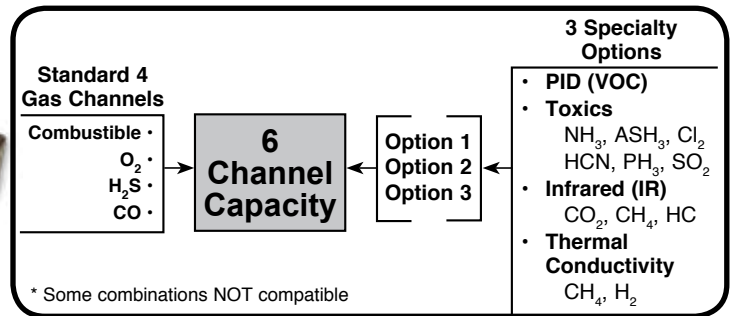 Standard 4
Gas Channels
Combustible •
O₂ •
H₂S •
CO •
6
Channel
Capacity
Option 1
Option 2
Option 3
3 Specialty
Options
• PID (VOC)
• Toxics
NH₃, ASH₃, Cl₂
HCN, PH₃, SO₂
• Infrared (IR)
CO₂, CH₄, HC
• Thermal
Conductivity
CH₄, H₂
* Some combinations NOT compatible